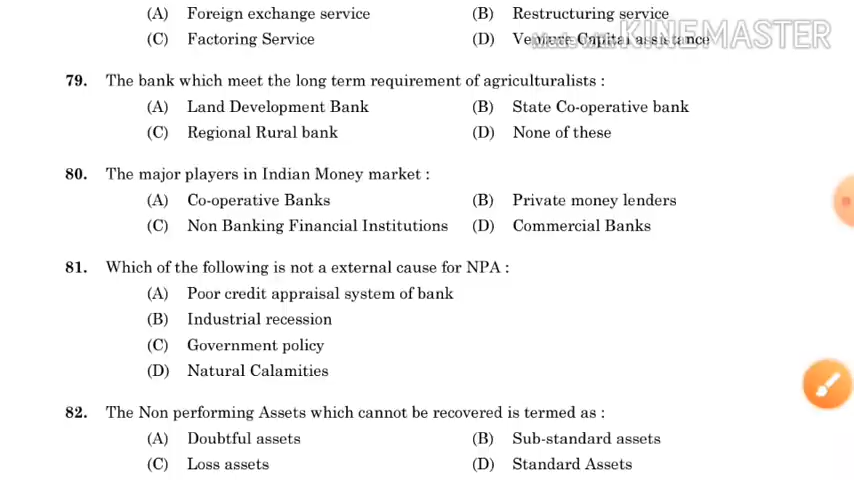 (A) Foreign exchange service (B) Restructuring service
(C) Factoring Service (D) Venture Capital assistance
KINEMASTER
79. The bank which meet the long term requirement of agriculturalists :
(A) Land Development Bank (B) State Co-operative bank
(C) Regional Rural bank (D) None of these
80. The major players in Indian Money market :
(A) Co-operative Banks (B) Private money lenders
(C) Non Banking Financial Institutions (D) Commercial Banks
81. Which of the following is not a external cause for NPA :
(A) Poor credit appraisal system of bank
(B) Industrial recession
(C) Government policy
(D) Natural Calamities
82. The Non performing Assets which cannot be recovered is termed as :
(A) Doubtful assets (B) Sub-standard assets
(C) Loss assets (D) Standard Assets